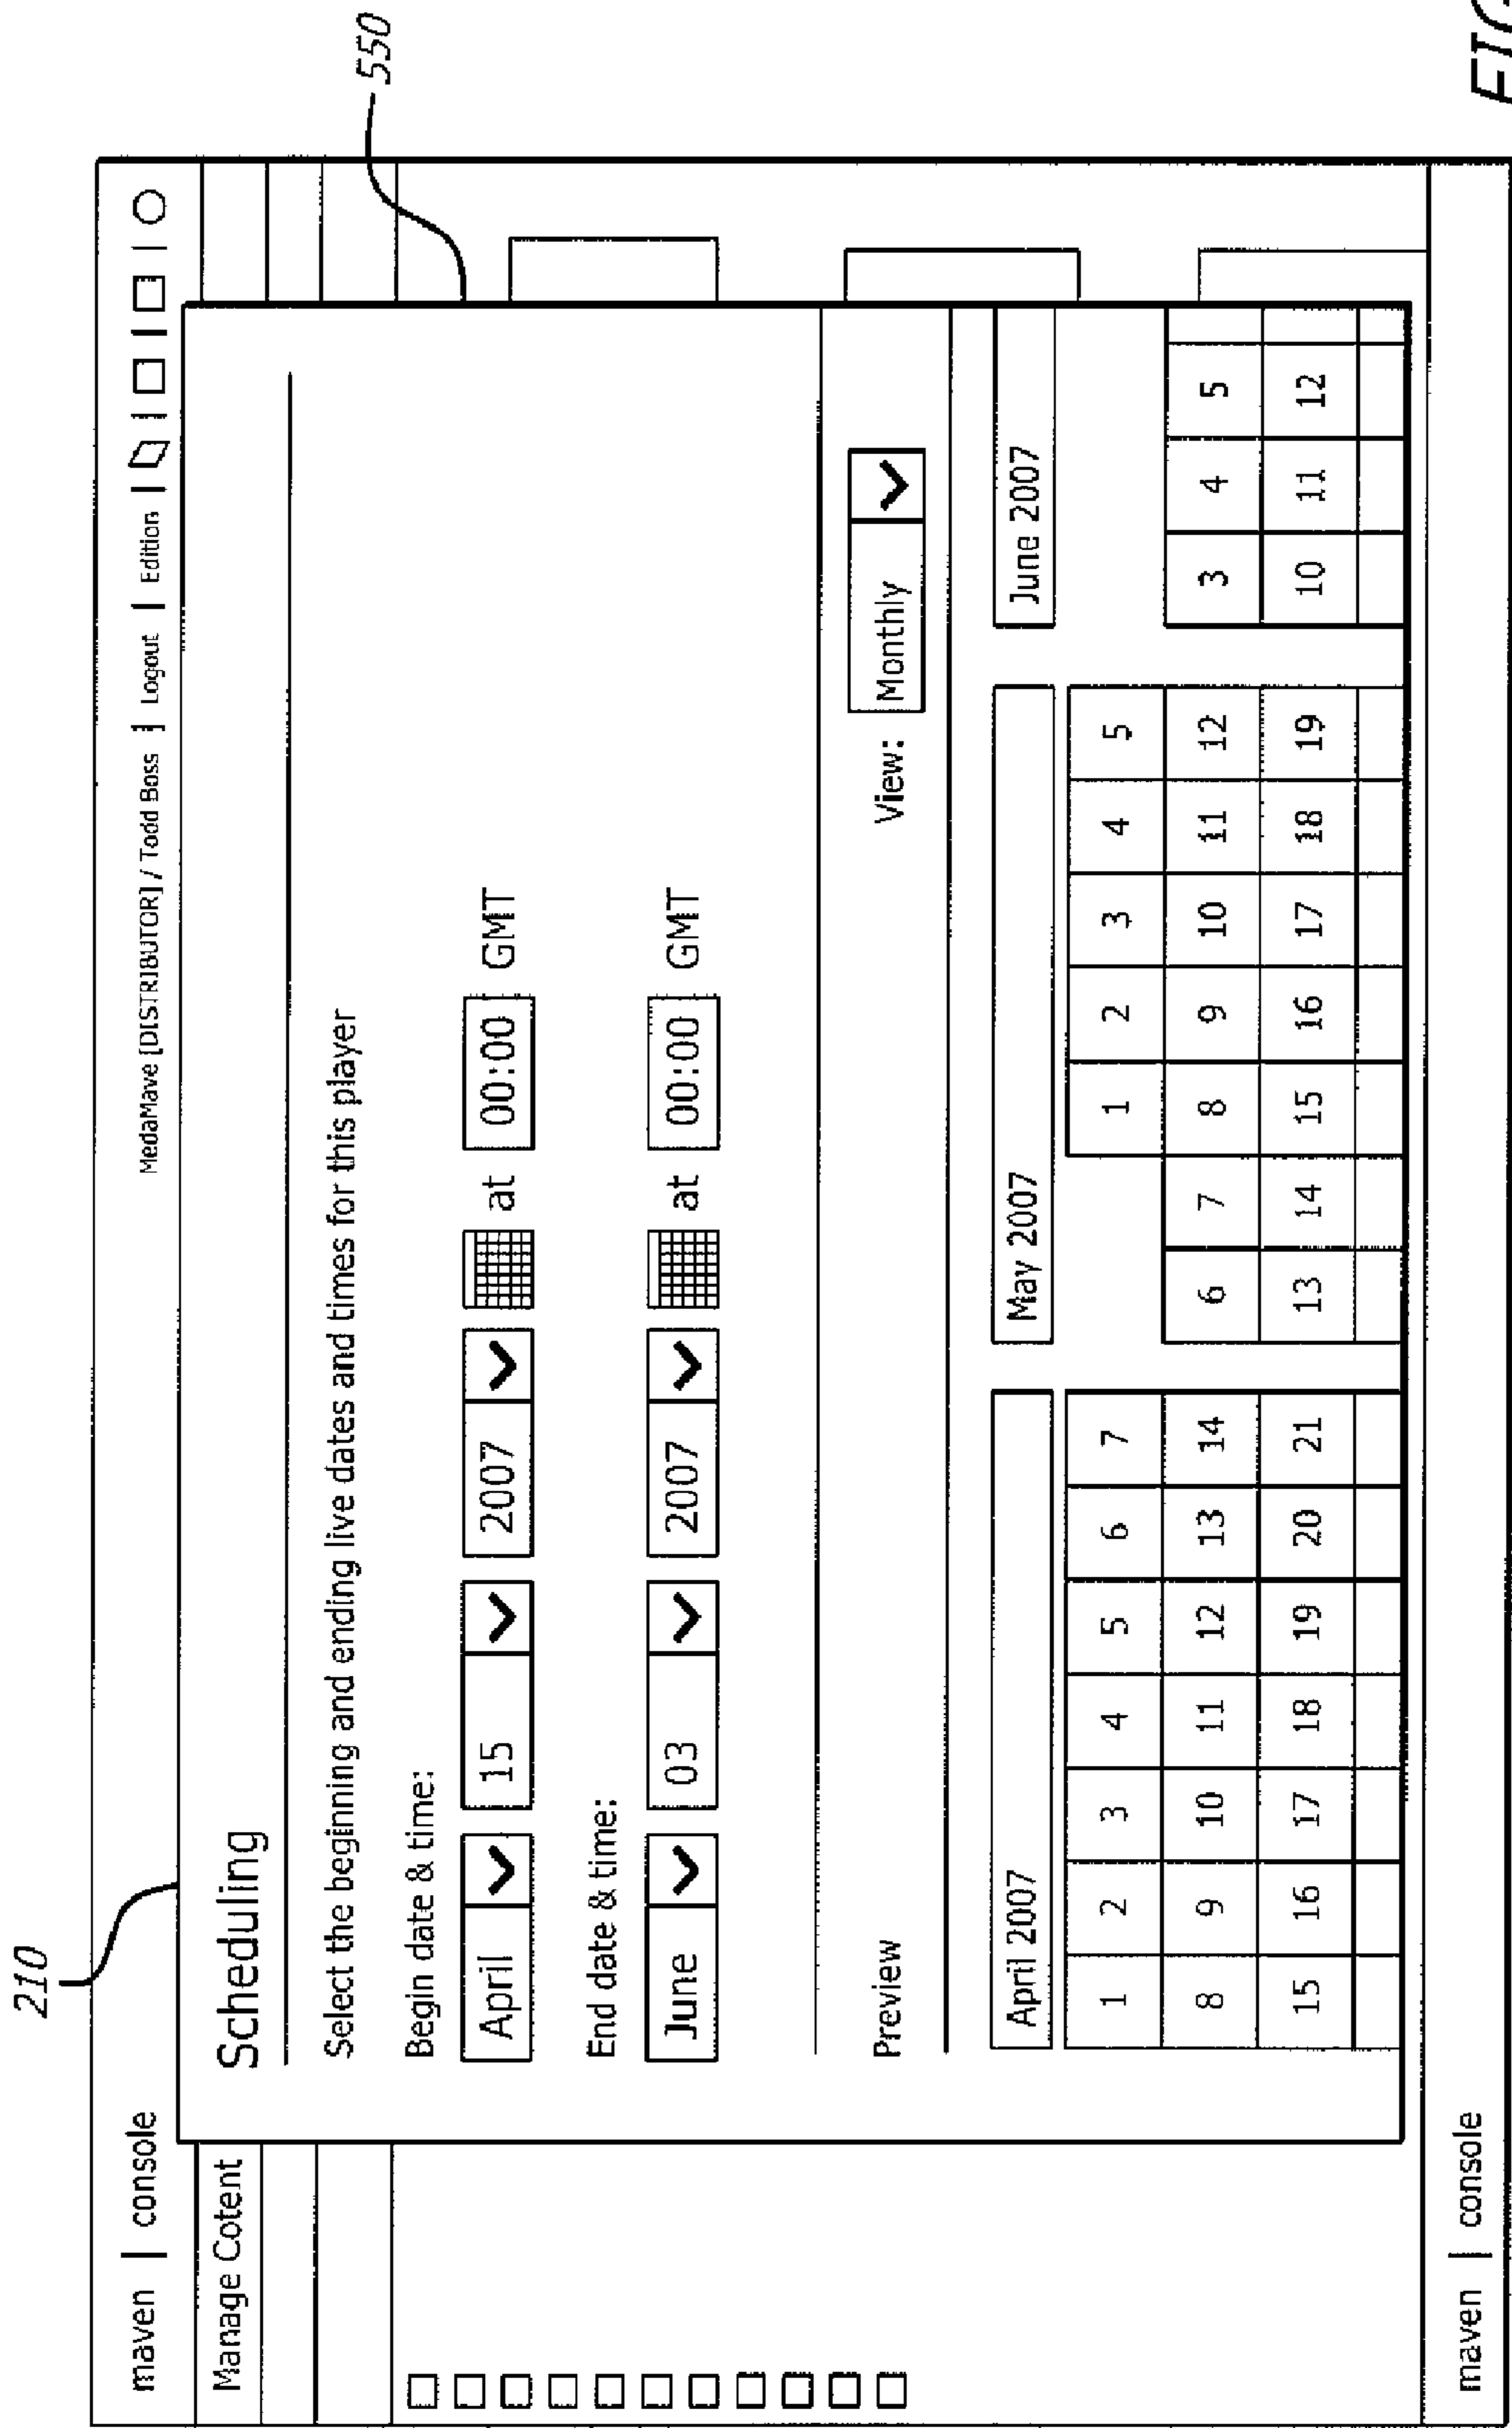 210
maven | console
MedaMave [DISTRIBUTOR] / Todd Boss | Logout | Edition
550
Manage Cotent
Scheduling
Select the beginning and ending live dates and times for this player
Begin date & time:
April 15 2007 at 00:00 GMT
End date & time:
June 03 2007 at 00:00 GMT
Preview View: Monthly
April 2007 May 2007 June 2007
1 2 3 4 5 6 7 1 2 3 4 5
8 9 10 11 12 13 14 6 7 8 9 10 11 12 3 4 5
15 16 17 18 19 20 21 13 14 15 16 17 18 19 10 11 12
maven | console